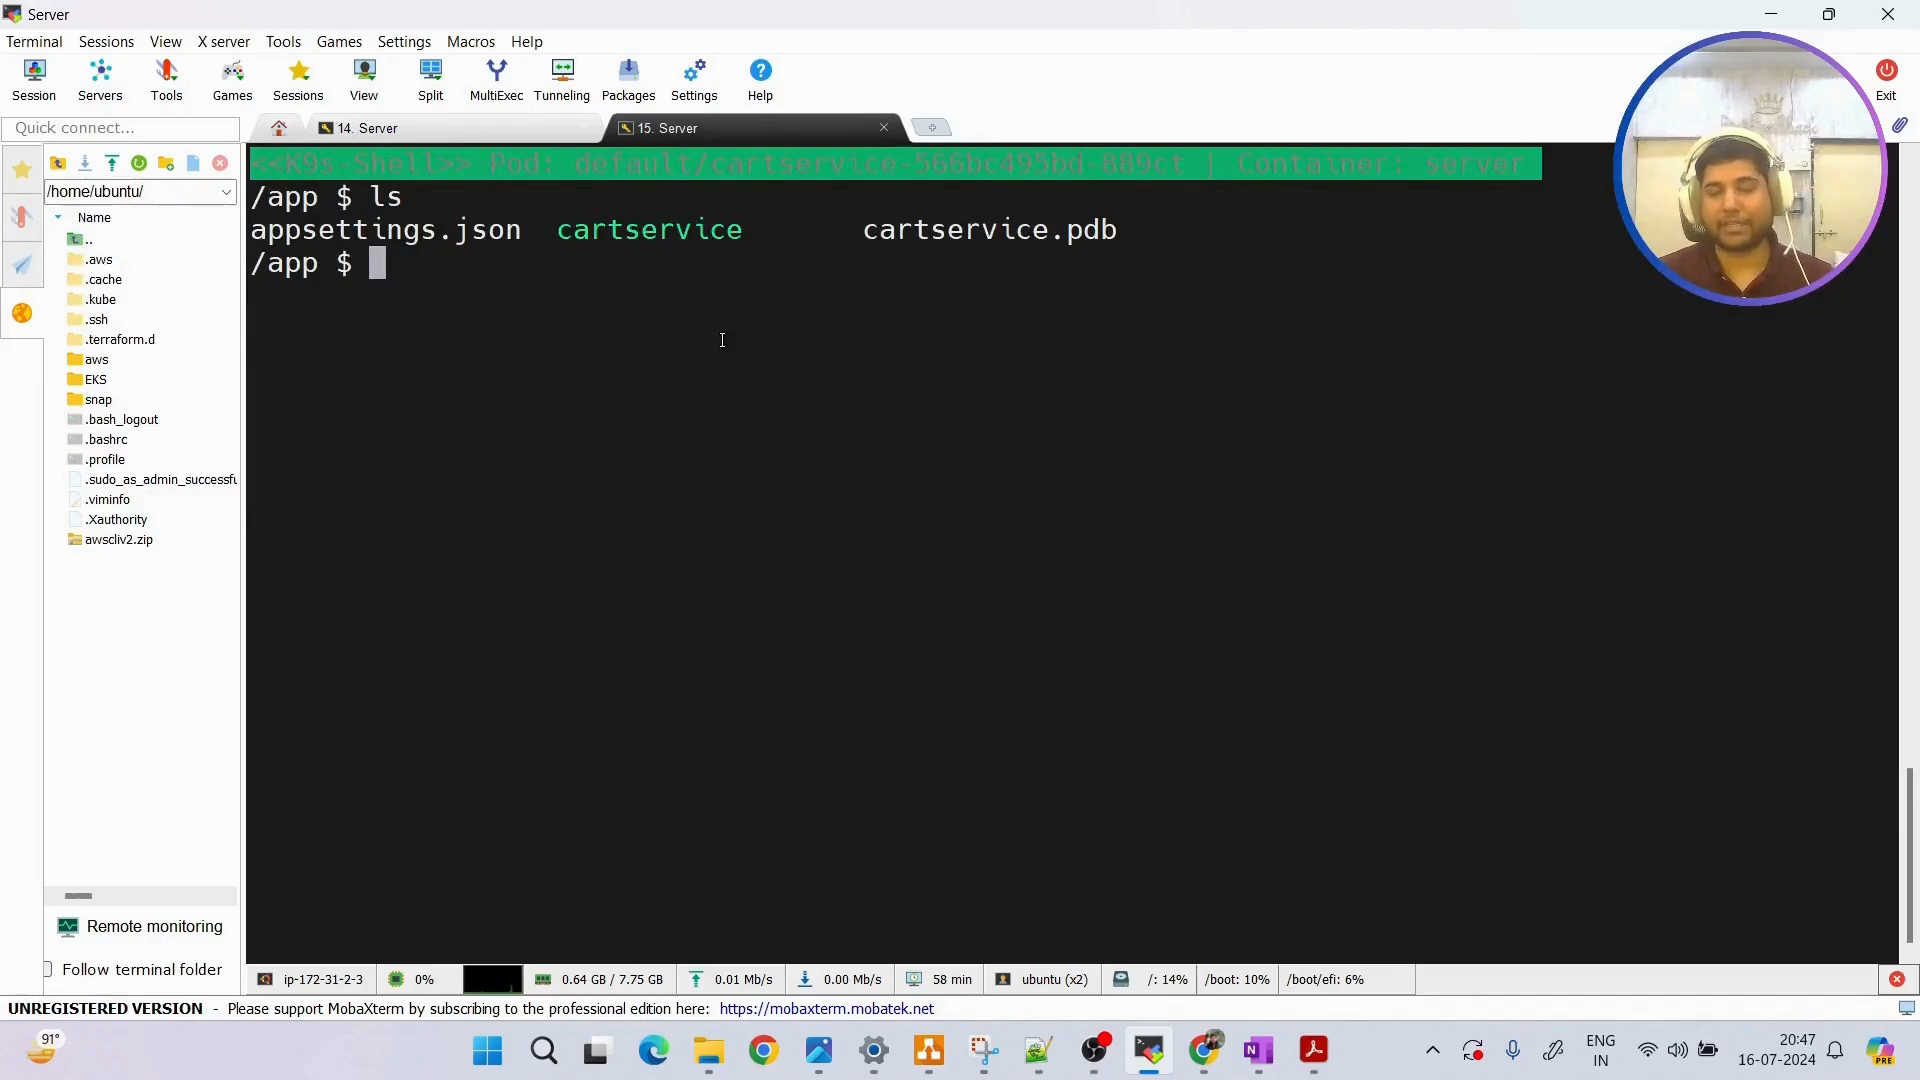 Server
Terminal Sessions View X server Tools Games Settings Macros Help
Session Servers Tools Games Sessions View Split MultiExec Tunneling Packages Settings Help Exit
Quick connect...
14. Server
15. Server
/home/ubuntu/
Name
..
.aws
.cache
.kube
.ssh
.terraform.d
aws
EKS
snap
.bash_logout
.bashrc
.profile
.sudo_as_admin_successfu
.viminfo
.Xauthority
awscliv2.zip
Remote monitoring
Follow terminal folder
<<K9s-Shell>> Pod: default/cartservice-566bc495bd-889ct | Container: server
/app $ ls
appsettings.json cartservice cartservice.pdb
/app $
ip-172-31-2-3 0% 0.64 GB / 7.75 GB 0.01 Mb/s 0.00 Mb/s 58 min ubuntu (x2) /: 14% /boot: 10% /boot/efi: 6%
UNREGISTERED VERSION - Please support MobaXterm by subscribing to the professional edition here: https://mobaxterm.mobatek.net
91°
ENG
IN
20:47
16-07-2024
PRE